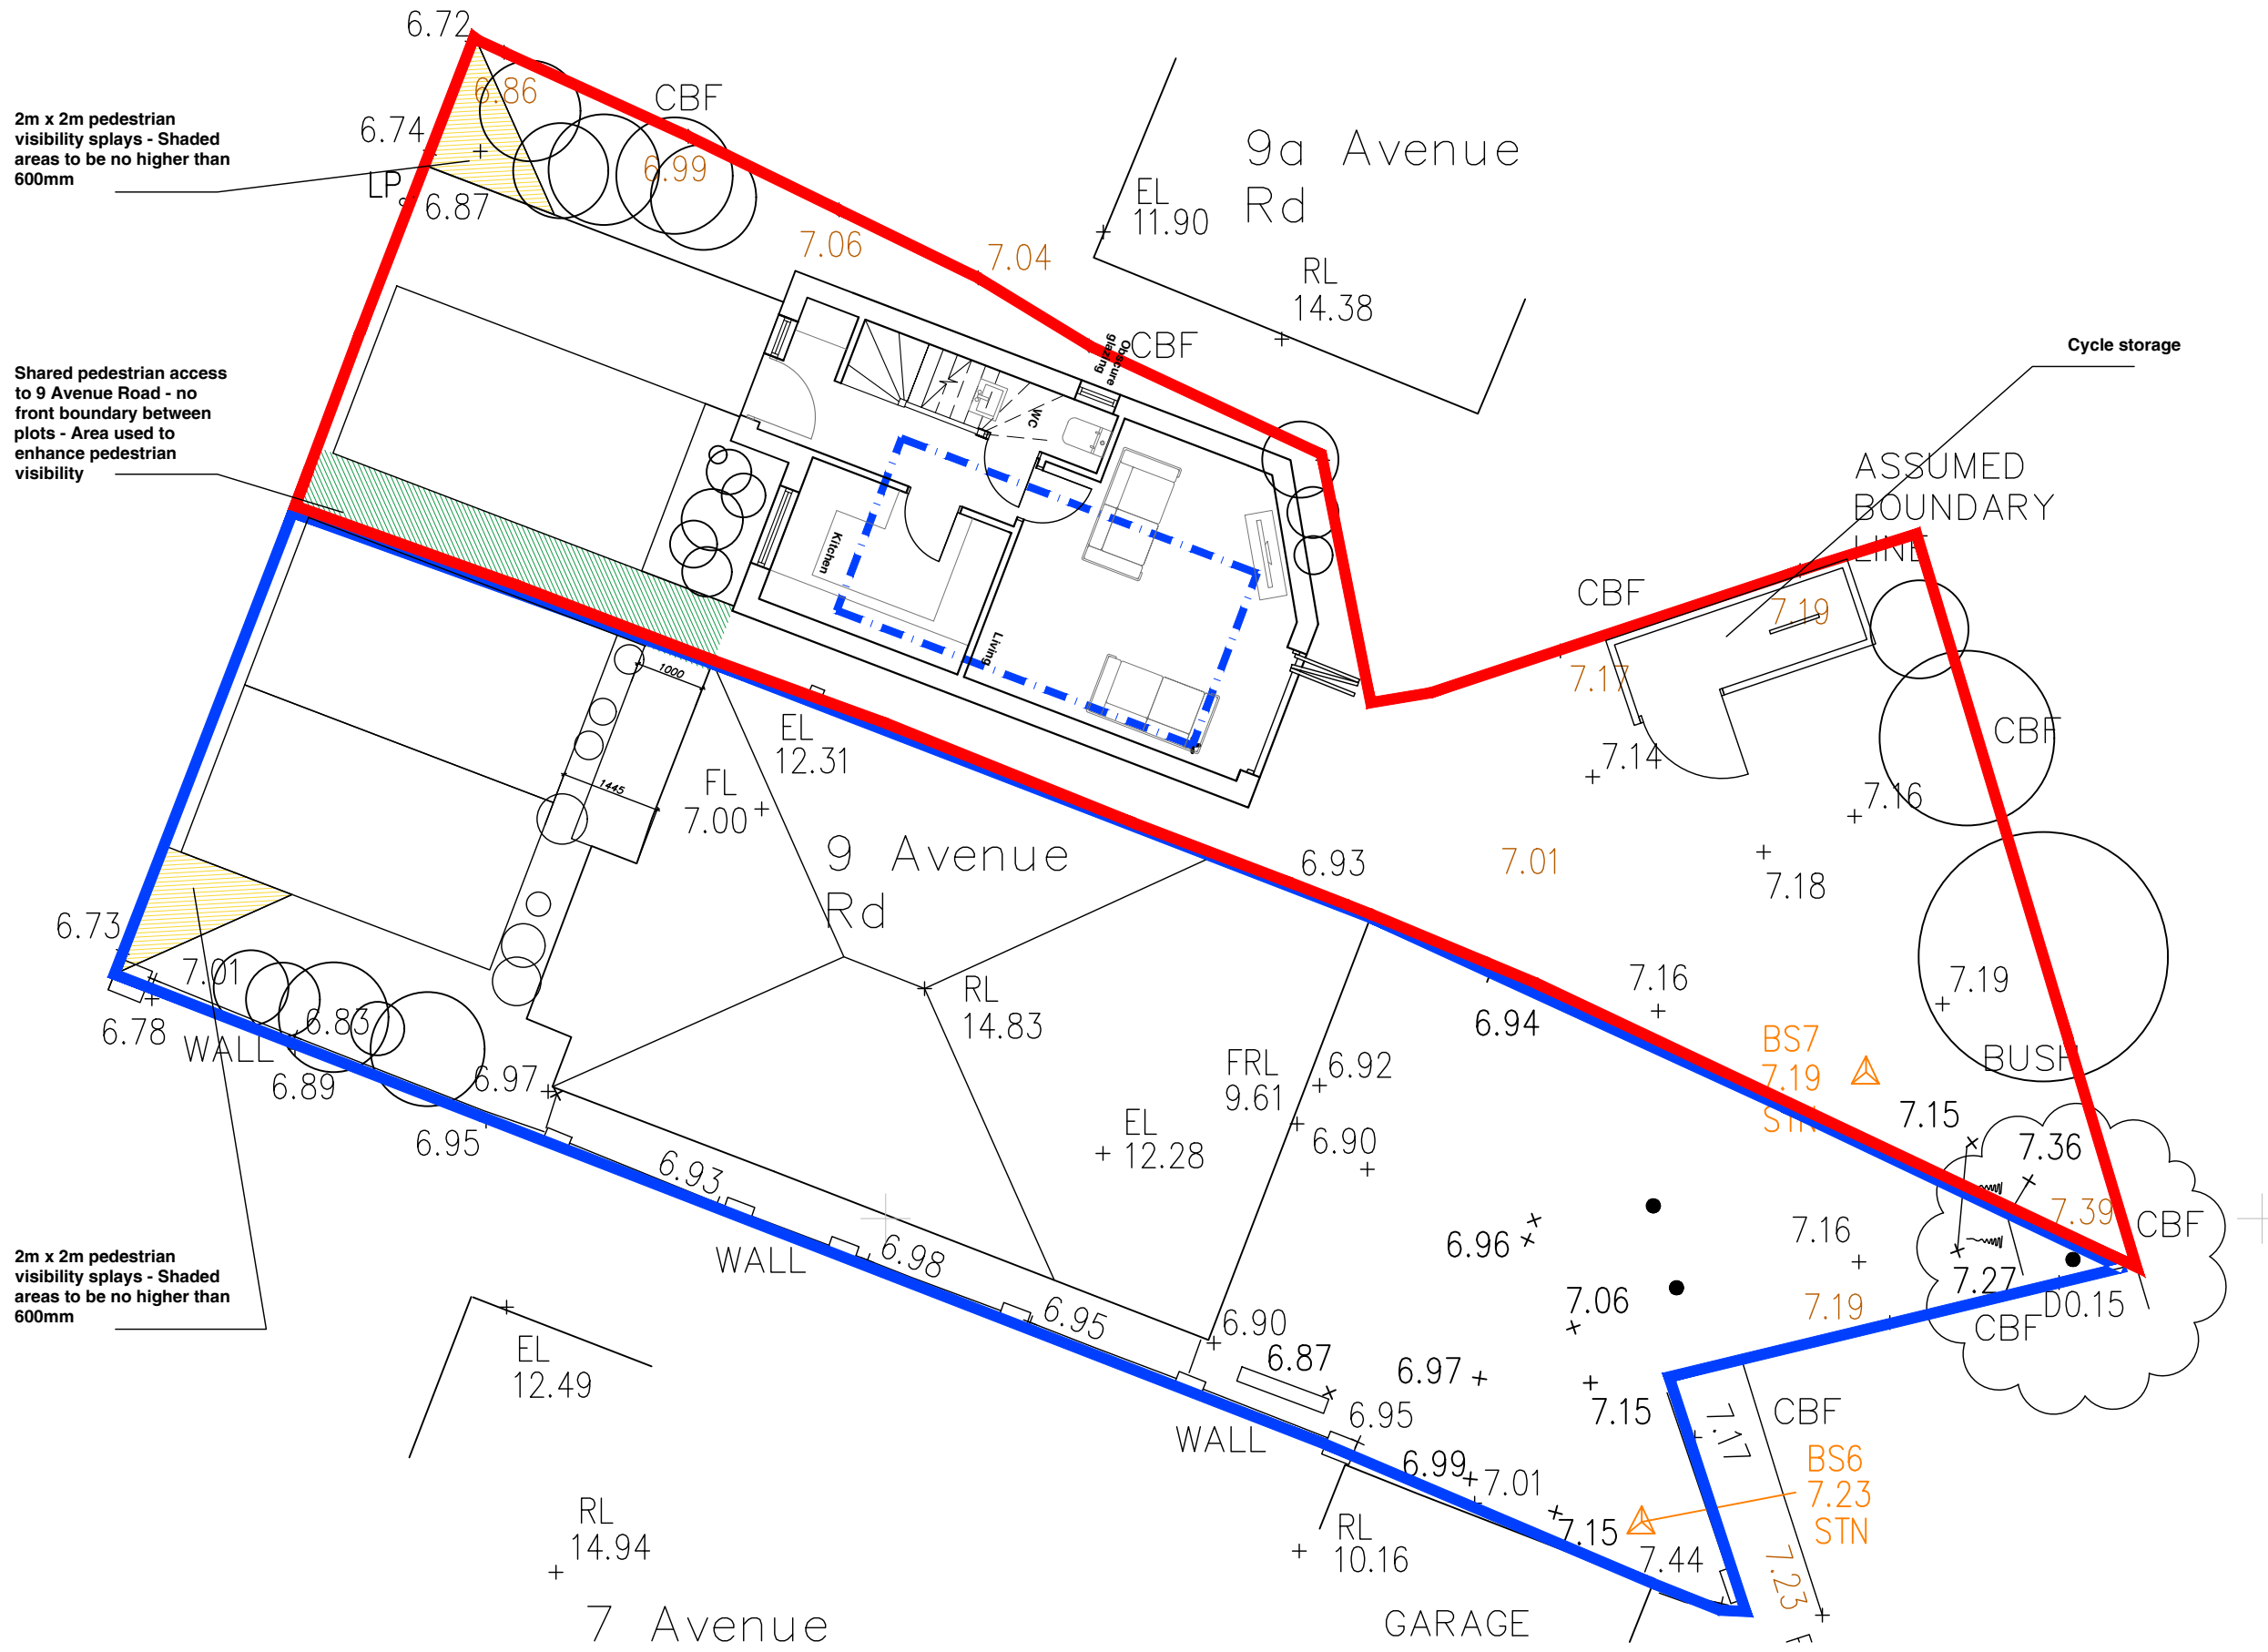 6.72
6.86
CBF
2m x 2m pedestrian
visibility splays - Shaded
areas to be no higher than
600mm
6.74
6.99
LP
6.87
9a Avenue
Rd
EL
11.90
7.06
7.04
RL
14.38
CBF
Obscure
glazing
Cycle storage
Shared pedestrian access
to 9 Avenue Road - no
front boundary between
plots - Area used to
enhance pedestrian
visibility
WC
Kitchen
Living
ASSUMED
BOUNDARY
LINE
CBF
7.19
7.17
7.14
7.16
CBF
1000
1445
EL
12.31
FL
7.00
9 Avenue
Rd
6.93
7.01
7.18
6.73
7.01
6.78
WALL
6.83
6.89
6.97
6.95
RL
14.83
6.94
7.16
7.19
BUSH
BS7
7.19
STN
FRL
9.61
6.92
6.90
EL
12.28
7.15
7.36
7.39
CBF
7.27
D0.15
CBF
7.16
7.19
6.96
7.06
6.93
WALL
6.98
6.95
6.90
6.87
6.97
7.15
6.95
WALL
6.99
7.01
7.15
7.44
7.17
CBF
BS6
7.23
STN
7.23
2m x 2m pedestrian
visibility splays - Shaded
areas to be no higher than
600mm
EL
12.49
RL
14.94
RL
10.16
7 Avenue
GARAGE